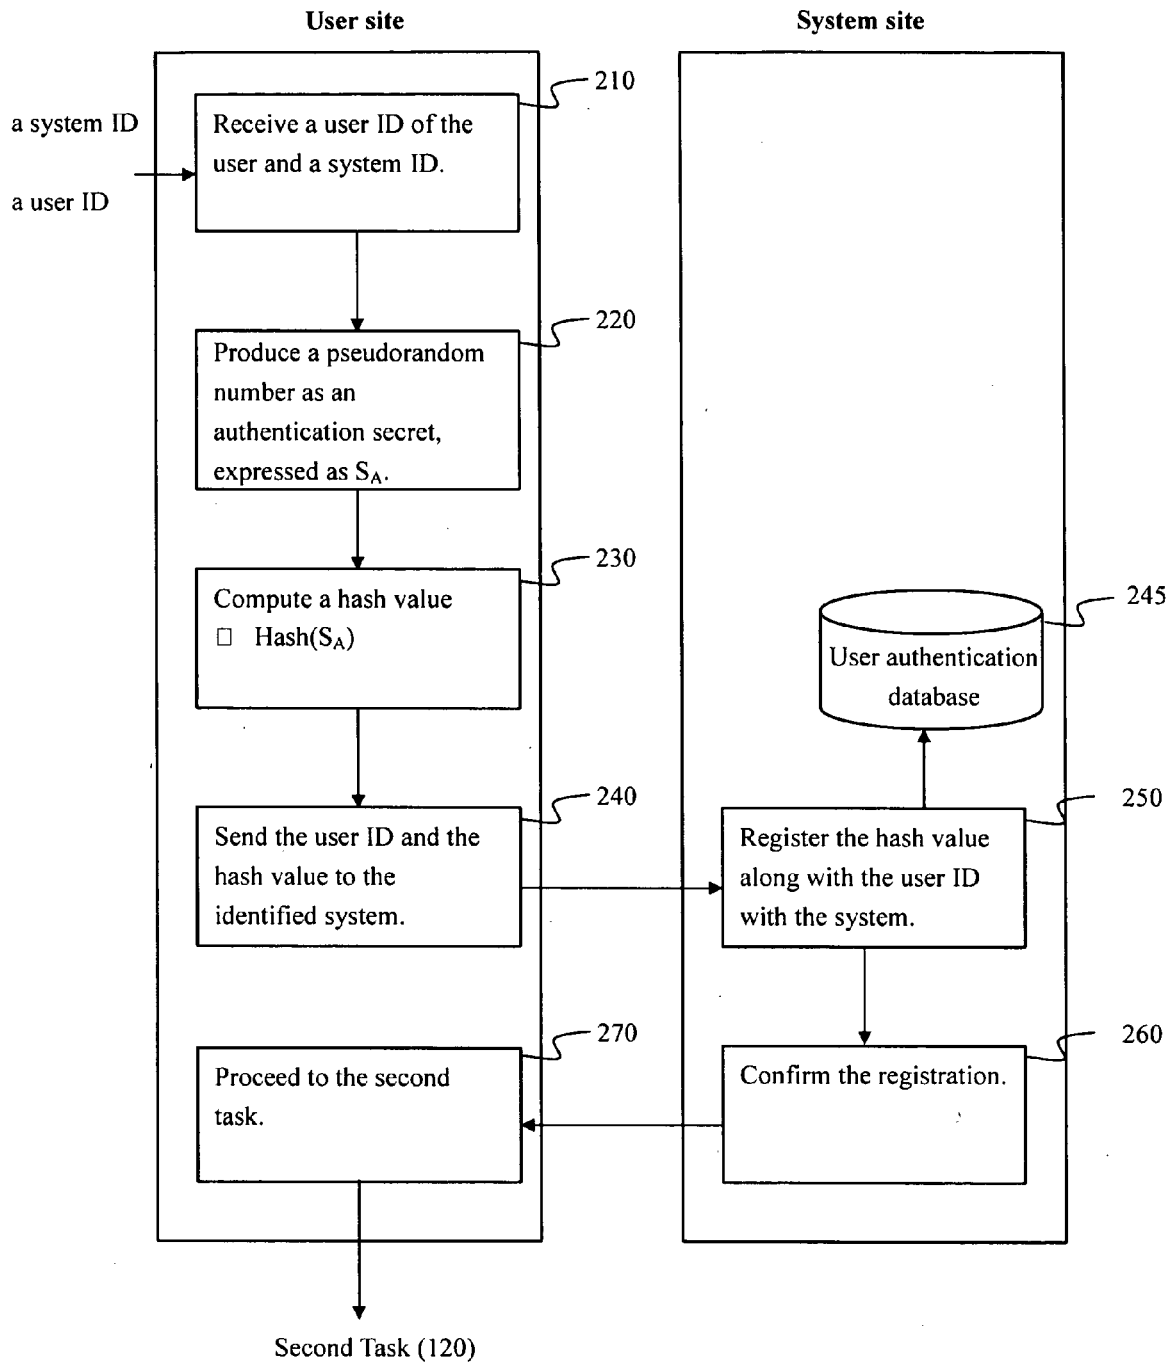 User site
System site
210
a system ID
a user ID
Receive a user ID of the
user and a system ID.
220
Produce a pseudorandom
number as an
authentication secret,
expressed as S_A.
230
Compute a hash value
□ Hash(S_A)
245
User authentication
database
240
Send the user ID and the
hash value to the
identified system.
250
Register the hash value
along with the user ID
with the system.
270
Proceed to the second
task.
260
Confirm the registration.
Second Task (120)